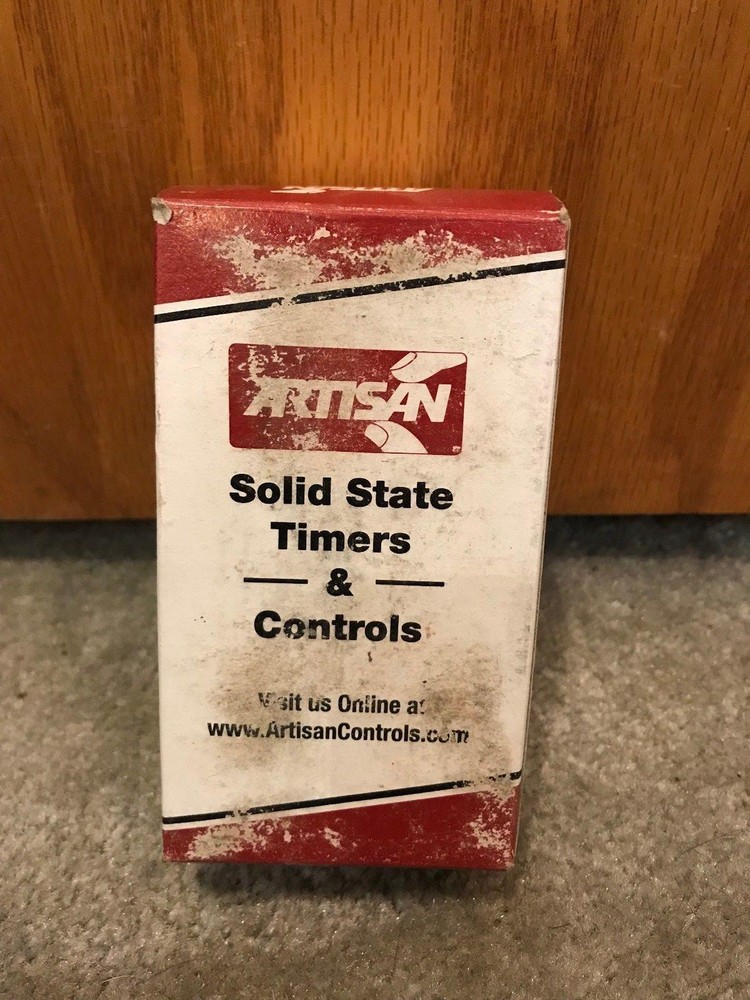 ARTISAN
Solid State
Timers
&
Controls
Visit us Online at
www.ArtisanControls.com